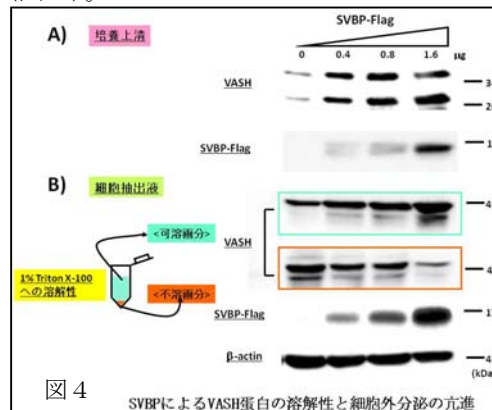 SVBP-Flag
A) 培養上清
0 0.4 0.8 1.6 μg
VASH
SVBP-Flag
B) 細胞抽出液
<可溶画分>
VASH
1% Triton X-100
への溶解性
<不溶画分>
SVBP-Flag
β-actin
(kDa)
図4
SVBPによるVASH蛋白の溶解性と細胞外分泌の亢進